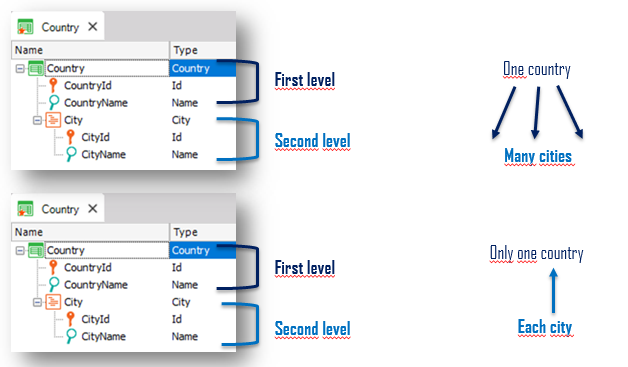 Country
Name Type
Country Country
CountryId Id
CountryName Name
City City
CityId Id
CityName Name
First level
Second level
One country
Many cities
Country
Name Type
Country Country
CountryId Id
CountryName Name
City City
CityId Id
CityName Name
First level
Second level
Only one country
Each city